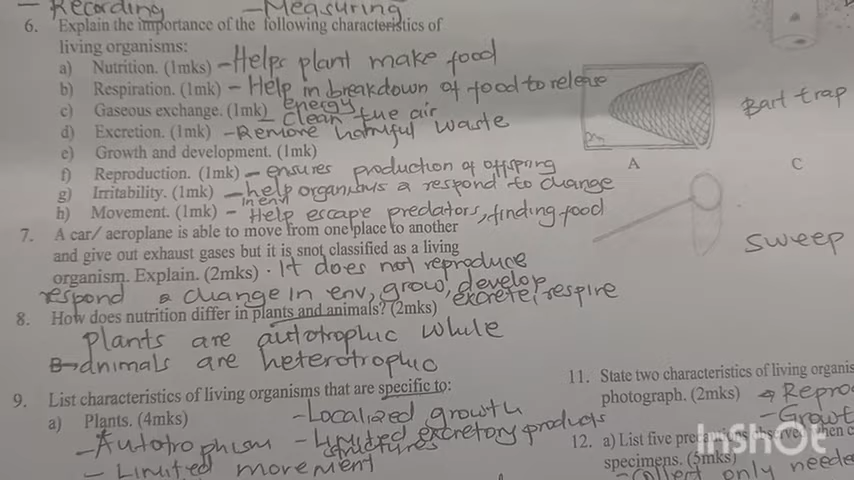 - Recording - Measuring
6. Explain the importance of the following characteristics of
living organisms:
a) Nutrition. (1mks) - Helps plant make food
b) Respiration. (1mk) - Help in breakdown of food to release
energy
c) Gaseous exchange. (1mk) - Clean the air
d) Excretion. (1mk) - Remove harmful waste
e) Growth and development. (1mk)
f) Reproduction. (1mk) - ensures production of offspring
g) Irritability. (1mk) - help organisms a respond to change
in env
h) Movement. (1mk) - Help escape predators, finding food
7. A car/ aeroplane is able to move from one place to another
and give out exhaust gases but it is snot classified as a living
organism. Explain. (2mks) . It does not reproduce
respond a change in env, grow, develop
excrete, respire
8. How does nutrition differ in plants and animals? (2mks)
plants are autotrophic while
animals are heterotrophic
9. List characteristics of living organisms that are specific to:
a) Plants. (4mks) - Localized growth
- Autotrophism - Limited excretory products
structures
- Limited movement
A
C
Bart trap
sweep
11. State two characteristics of living organis
photograph. (2mks) → Repro
- Growt
12. a) List five precautions observed when c
specimens. (5mks)
- Collect only neede
InShot